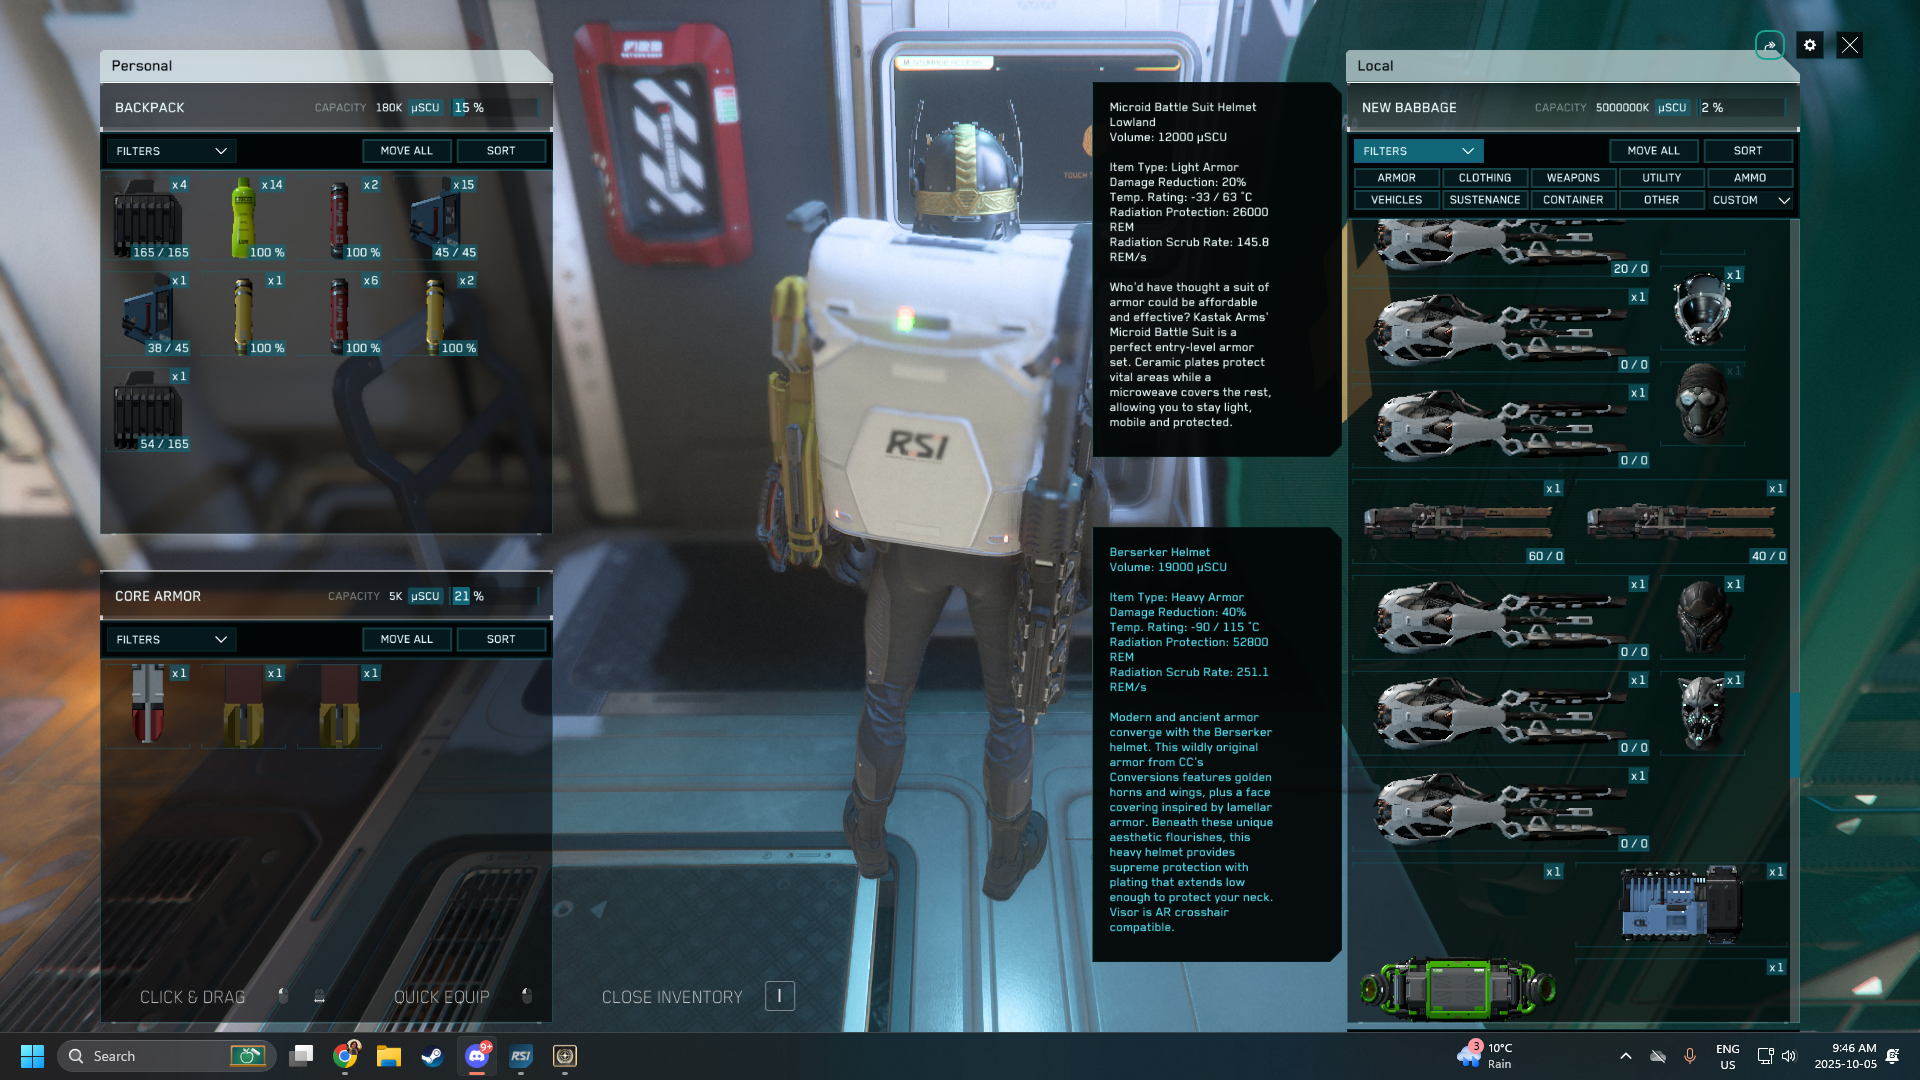 Personal
BACKPACK
CAPACITY 180K µSCU 15 %
FILTERS
MOVE ALL
SORT
x4
x14
x2
x15
165 / 165
100 %
100 %
45 / 45
x1
x1
x6
x2
38 / 45
100 %
100 %
100 %
x1
54 / 165
CORE ARMOR
CAPACITY 5K µSCU 21 %
FILTERS
MOVE ALL
SORT
x1
x1
x1
CLICK & DRAG
QUICK EQUIP
CLOSE INVENTORY
I
FIRE
RSI
Microid Battle Suit Helmet
Lowland
Volume: 12000 µSCU
Item Type: Light Armor
Damage Reduction: 20%
Temp. Rating: -33 / 63 °C
Radiation Protection: 26000
REM
Radiation Scrub Rate: 145.8
REM/s
Who'd have thought a suit of
armor could be affordable
and effective? Kastak Arms'
Microid Battle Suit is a
perfect entry-level armor
set. Ceramic plates protect
vital areas while a
microweave covers the rest,
allowing you to stay light,
mobile and protected.
Berserker Helmet
Volume: 19000 µSCU
Item Type: Heavy Armor
Damage Reduction: 40%
Temp. Rating: -90 / 115 °C
Radiation Protection: 52800
REM
Radiation Scrub Rate: 251.1
REM/s
Modern and ancient armor
converge with the Berserker
helmet. This wildly original
armor from CC's
Conversions features golden
horns and wings, plus a face
covering inspired by lamellar
armor. Beneath these unique
aesthetic flourishes, this
heavy helmet provides
supreme protection with
plating that extends low
enough to protect your neck.
Visor is AR crosshair
compatible.
Local
NEW BABBAGE
CAPACITY 5000000K µSCU 2 %
FILTERS
MOVE ALL
SORT
ARMOR
CLOTHING
WEAPONS
UTILITY
AMMO
VEHICLES
SUSTENANCE
CONTAINER
OTHER
CUSTOM
20 / 0
x1
x1
0 / 0
x1
x1
0 / 0
x1
x1
60 / 0
40 / 0
x1
x1
0 / 0
x1
x1
0 / 0
x1
0 / 0
x1
x1
x1
Search
9+
RSI
3
10°C
Rain
ENG
US
9:46 AM
2025-10-05